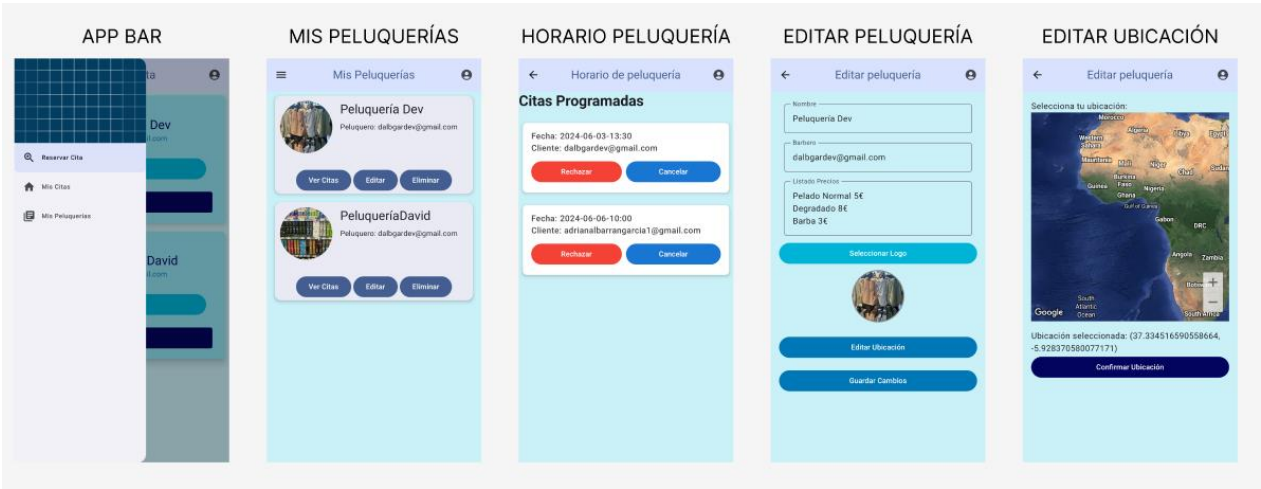 APP BAR
Reservar Cita
Mis Citas
Mis Peluquerías
ta
Dev
il.com
David
il.com
MIS PELUQUERÍAS
Mis Peluquerías
Peluquería Dev
Peluquero: dalbgardev@gmail.com
Ver Citas Editar Eliminar
PeluqueríaDavid
Peluquero: dalbgardev@gmail.com
Ver Citas Editar Eliminar
HORARIO PELUQUERÍA
Horario de peluquería
Citas Programadas
Fecha: 2024-06-03-13:30
Cliente: dalbgardev@gmail.com
Rechazar Cancelar
Fecha: 2024-06-06-10:00
Cliente: adrianalbarrangarcia1@gmail.com
Rechazar Cancelar
EDITAR PELUQUERÍA
Editar peluquería
Nombre
Peluquería Dev
Barbero
dalbgardev@gmail.com
Listado Precios
Pelado Normal 5€
Degradado 8€
Barba 3€
Seleccionar Logo
Editar Ubicación
Guardar Cambios
EDITAR UBICACIÓN
Editar peluquería
Selecciona tu ubicación:
Morocco
Algeria Libya Egypt
Western
Sahara
Mauritania Mali Niger
Chad Sudan
Burkina
Faso
Guinea Nigeria
Ghana
Gulf of Guinea
Gabon
DRC
Angola Zambia
South
Atlantic
Ocean
Google
South Africa
Ubicación seleccionada: (37.334516590558664,
-5.928370580077171)
Confirmar Ubicación